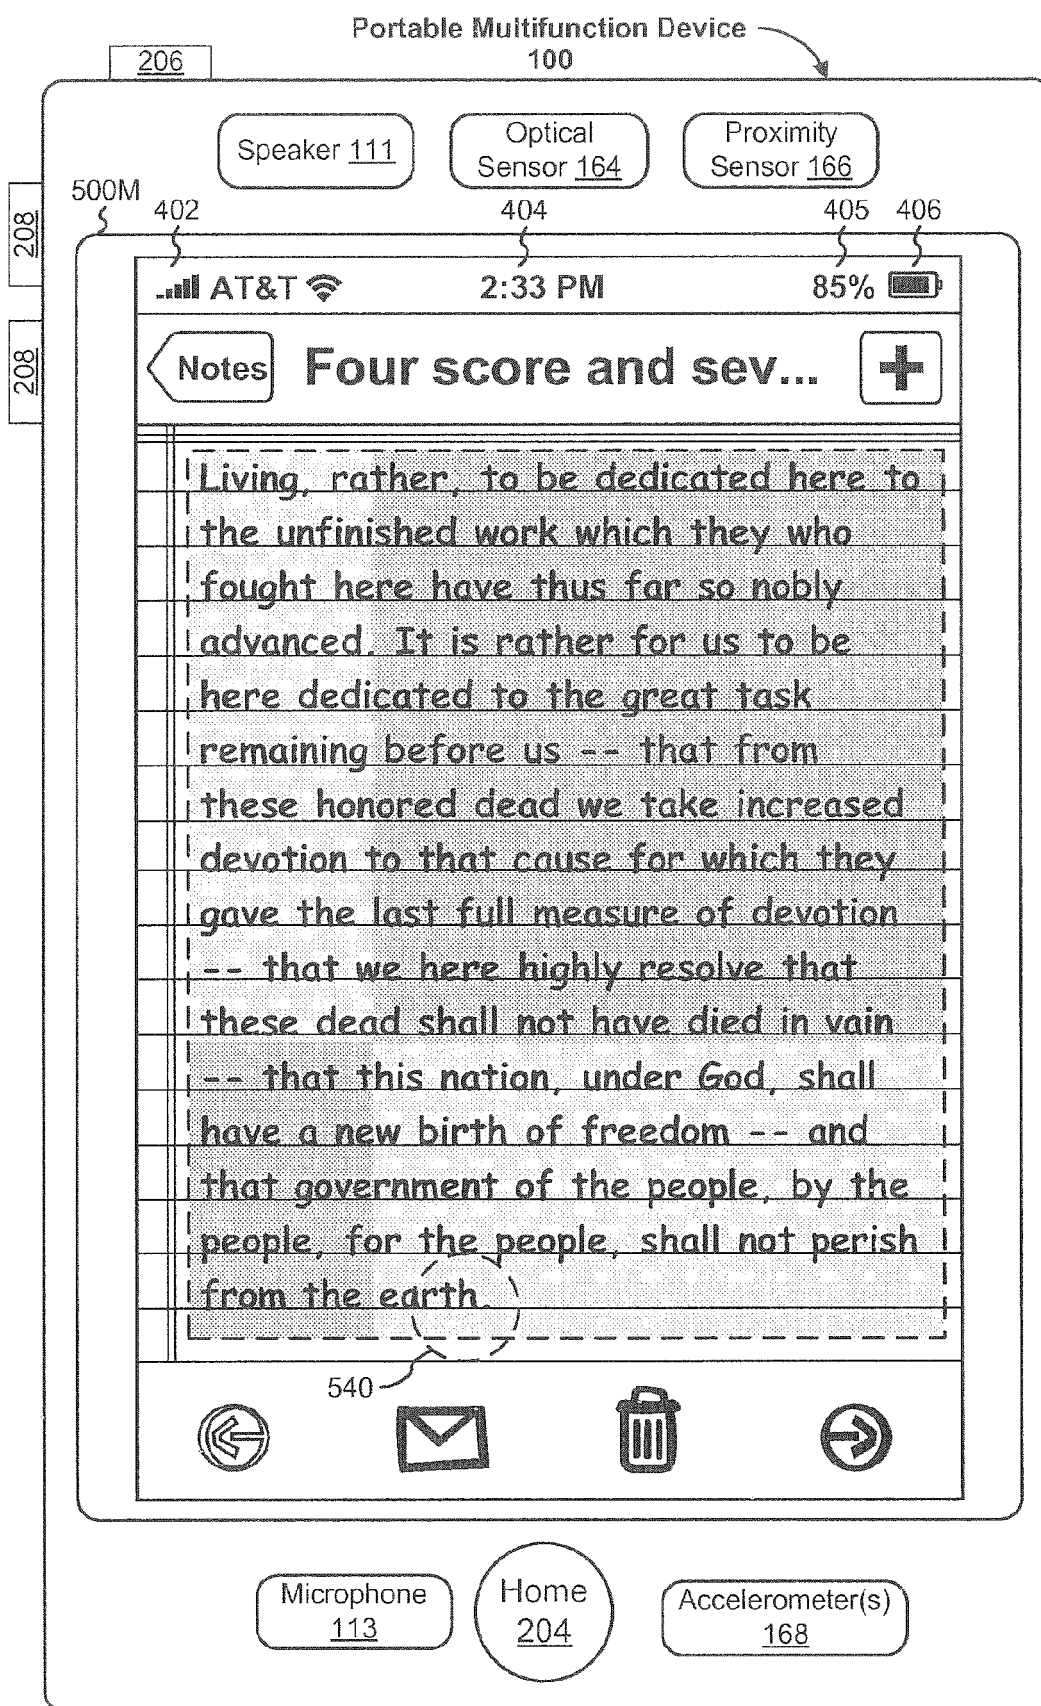 Portable Multifunction Device
100
206
Speaker 111
Optical
Sensor 164
Proximity
Sensor 166
500M
208
402
404
405
406
AT&T
2:33 PM
85%
208
Notes
Four score and sev...
Living, rather, to be dedicated here to
the unfinished work which they who
fought here have thus far so nobly
advanced. It is rather for us to be
here dedicated to the great task
remaining before us -- that from
these honored dead we take increased
devotion to that cause for which they
gave the last full measure of devotion
-- that we here highly resolve that
these dead shall not have died in vain
-- that this nation, under God, shall
have a new birth of freedom -- and
that government of the people, by the
people, for the people, shall not perish
from the earth.
540
Microphone
113
Home
204
Accelerometer(s)
168